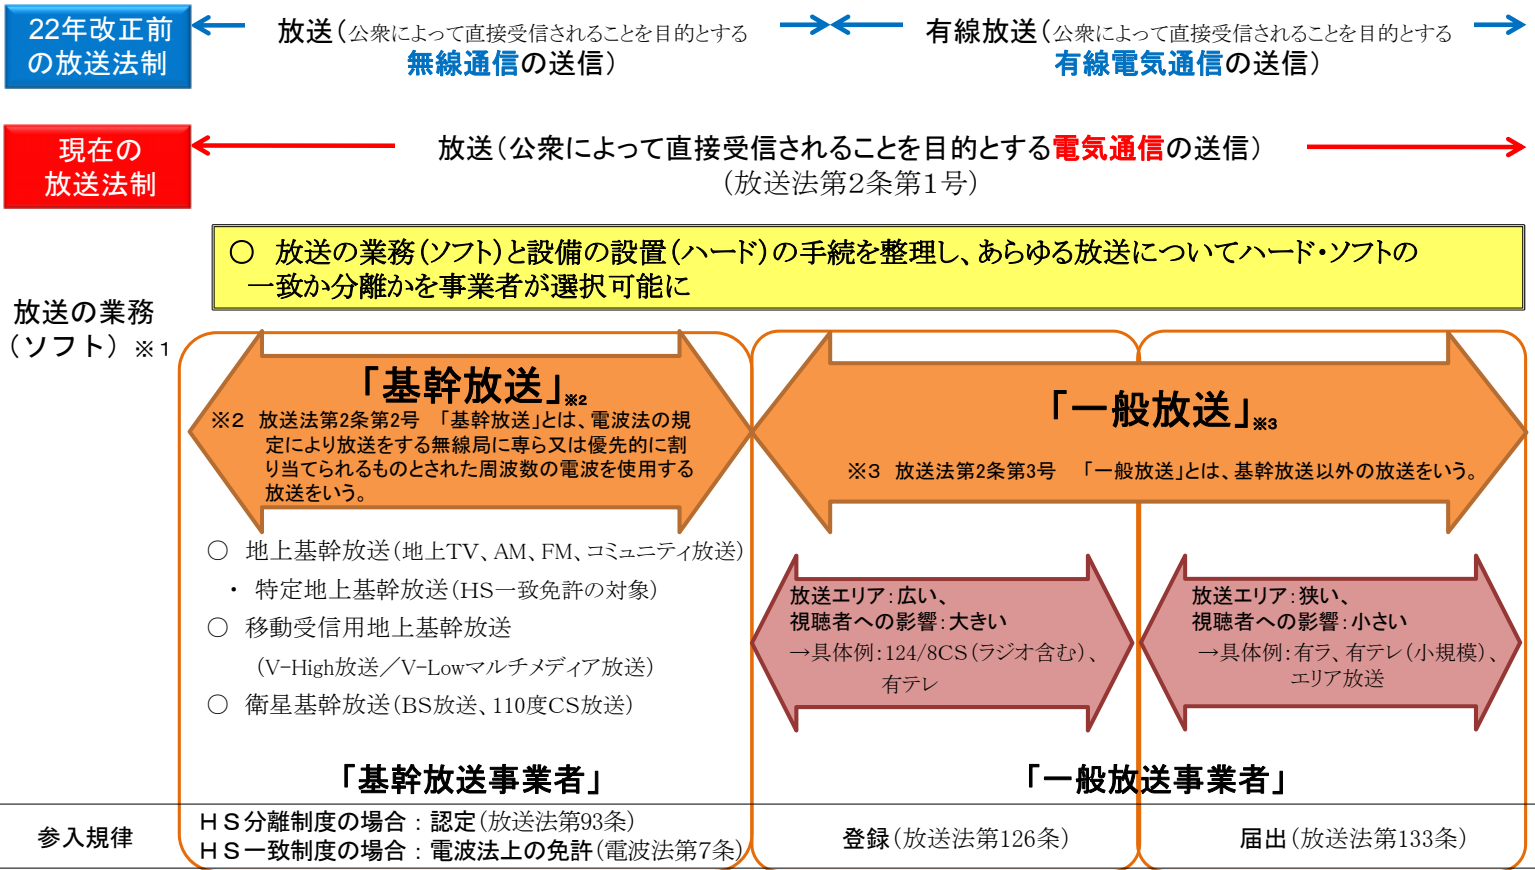 22年改正前
の放送法制
放送(公衆によって直接受信されることを目的とする
無線通信の送信)
有線放送(公衆によって直接受信されることを目的とする
有線電気通信の送信)
現在の
放送法制
放送(公衆によって直接受信されることを目的とする電気通信の送信)
(放送法第2条第1号)
○ 放送の業務(ソフト)と設備の設置(ハード)の手続を整理し、あらゆる放送についてハード・ソフトの
一致か分離かを事業者が選択可能に
放送の業務
(ソフト) ※1
「基幹放送」※2
※2 放送法第2条第2号 「基幹放送」とは、電波法の規
定により放送をする無線局に専ら又は優先的に割
り当てられるものとされた周波数の電波を使用する
放送をいう。
「一般放送」※3
※3 放送法第2条第3号 「一般放送」とは、基幹放送以外の放送をいう。
○ 地上基幹放送(地上TV、AM、FM、コミュニティ放送)
・ 特定地上基幹放送(HS一致免許の対象)
○ 移動受信用地上基幹放送
(V-High放送/V-Lowマルチメディア放送)
○ 衛星基幹放送(BS放送、110度CS放送)
放送エリア:広い、
視聴者への影響:大きい
→具体例:124/8CS(ラジオ含む)、
有テレ
放送エリア:狭い、
視聴者への影響:小さい
→具体例:有ラ、有テレ(小規模)、
エリア放送
「基幹放送事業者」
「一般放送事業者」
参入規律
HS分離制度の場合:認定(放送法第93条)
HS一致制度の場合:電波法上の免許(電波法第7条)
登録(放送法第126条)
届出(放送法第133条)